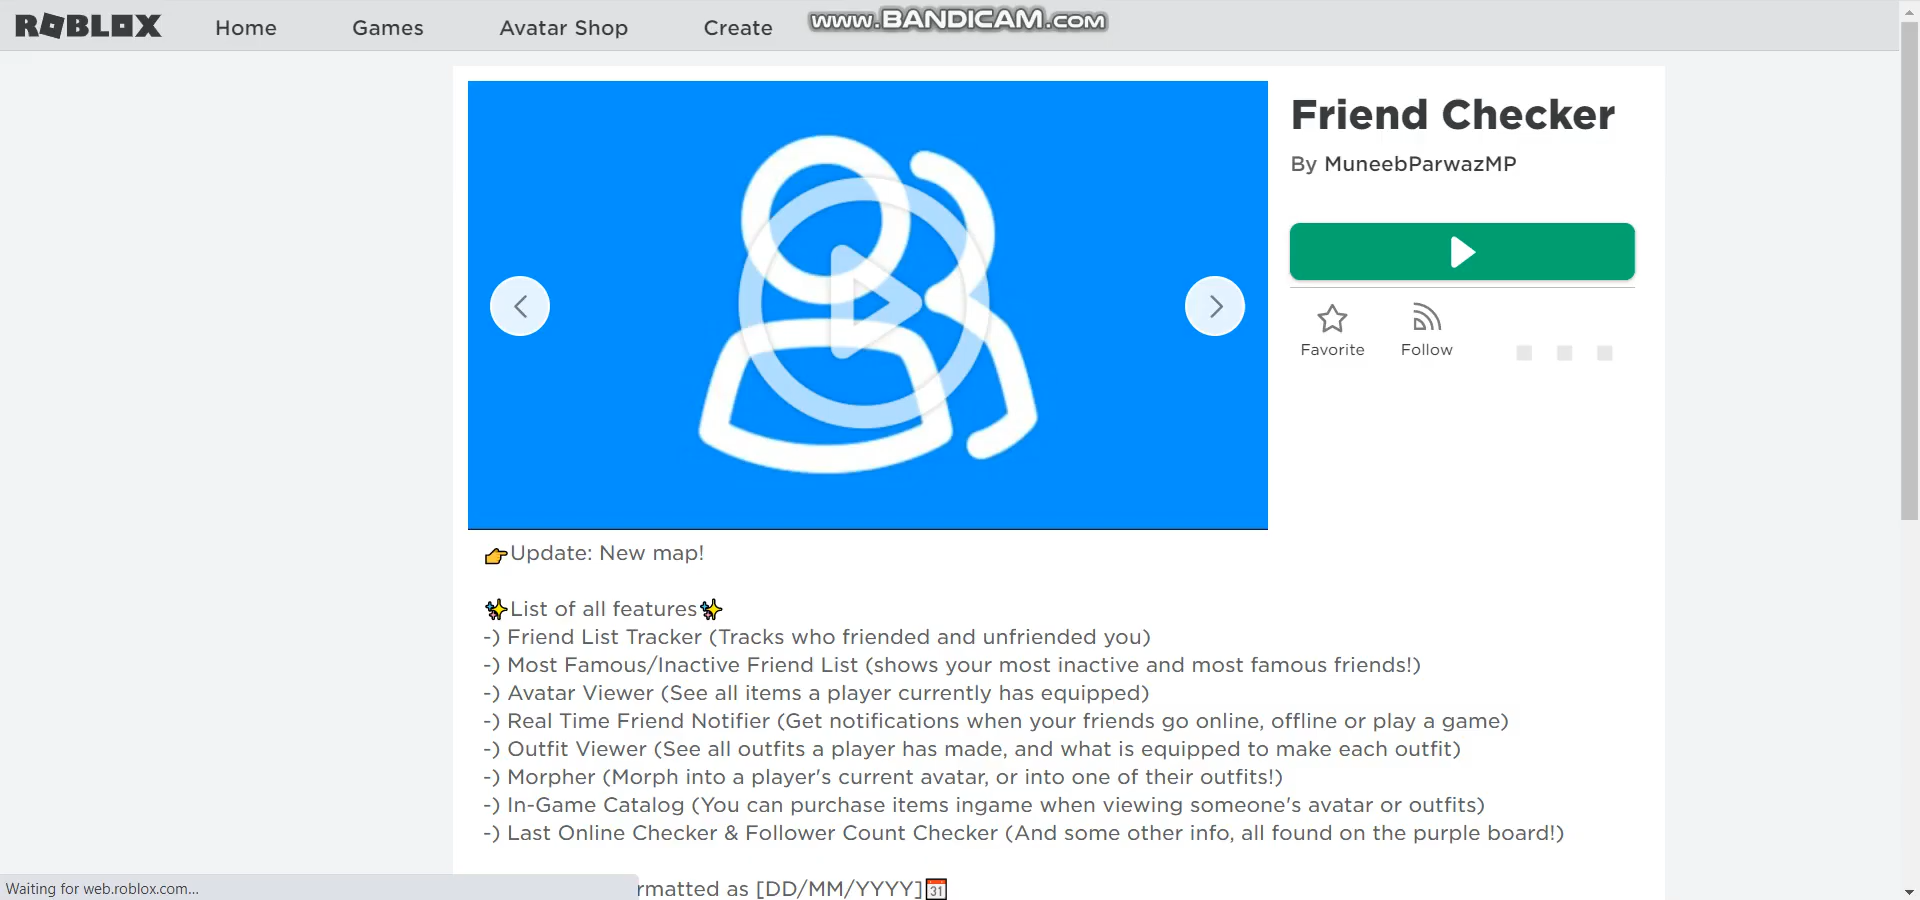 ROBLOX Home Games Avatar Shop Create www.BANDICAM.com
Friend Checker
By MuneebParwazMP
Favorite Follow
👉Update: New map!
✨List of all features✨
-) Friend List Tracker (Tracks who friended and unfriended you)
-) Most Famous/Inactive Friend List (shows your most inactive and most famous friends!)
-) Avatar Viewer (See all items a player currently has equipped)
-) Real Time Friend Notifier (Get notifications when your friends go online, offline or play a game)
-) Outfit Viewer (See all outfits a player has made, and what is equipped to make each outfit)
-) Morpher (Morph into a player's current avatar, or into one of their outfits!)
-) In-Game Catalog (You can purchase items ingame when viewing someone's avatar or outfits)
-) Last Online Checker & Follower Count Checker (And some other info, all found on the purple board!)
rmatted as [DD/MM/YYYY]📅
Waiting for web.roblox.com...